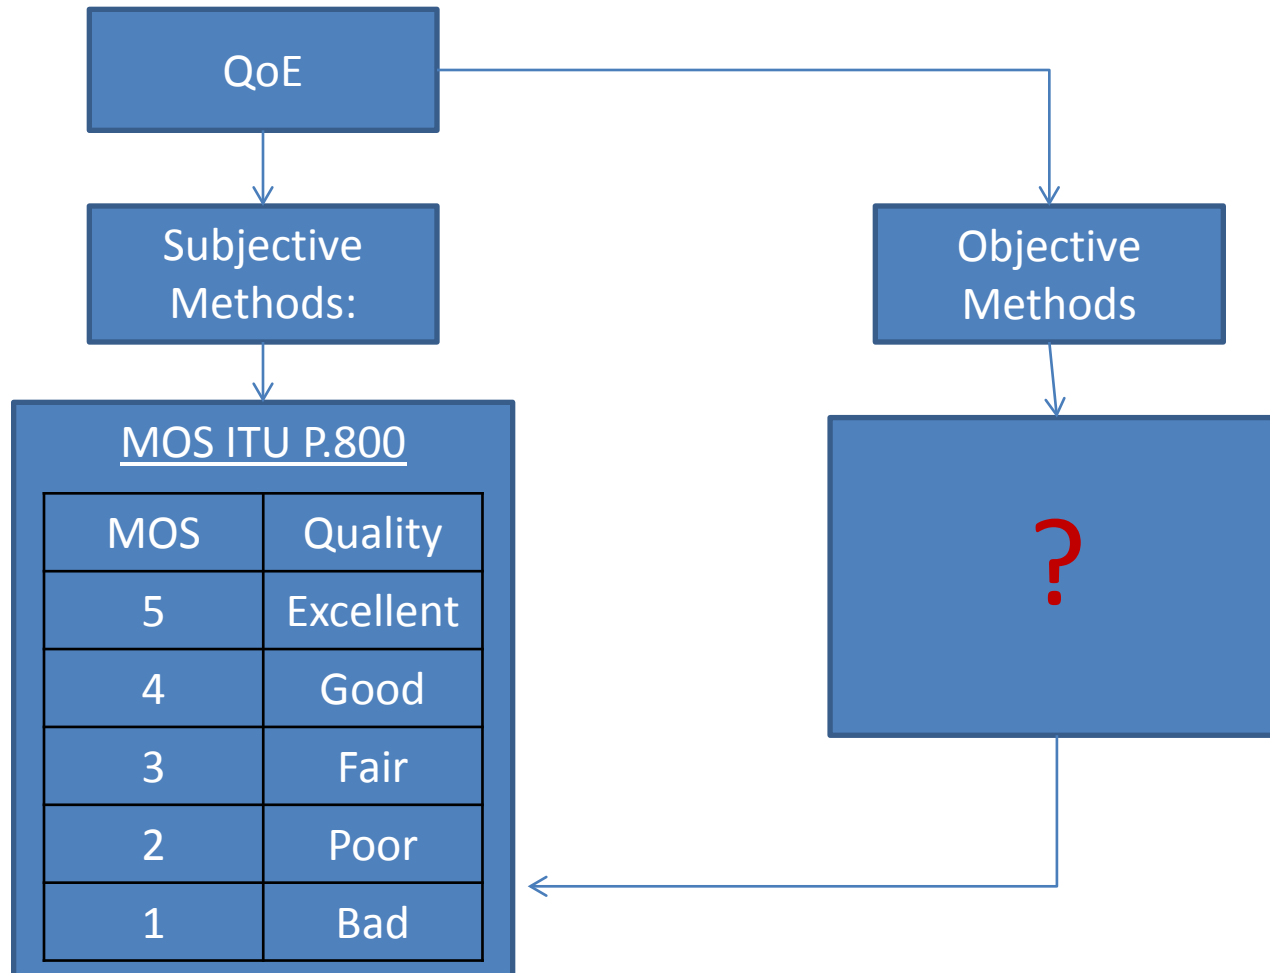 QoE
Subjective
Methods:
Objective
Methods
MOS ITU P.800
MOS Quality
5 Excellent
4 Good
3 Fair
2 Poor
1 Bad
?